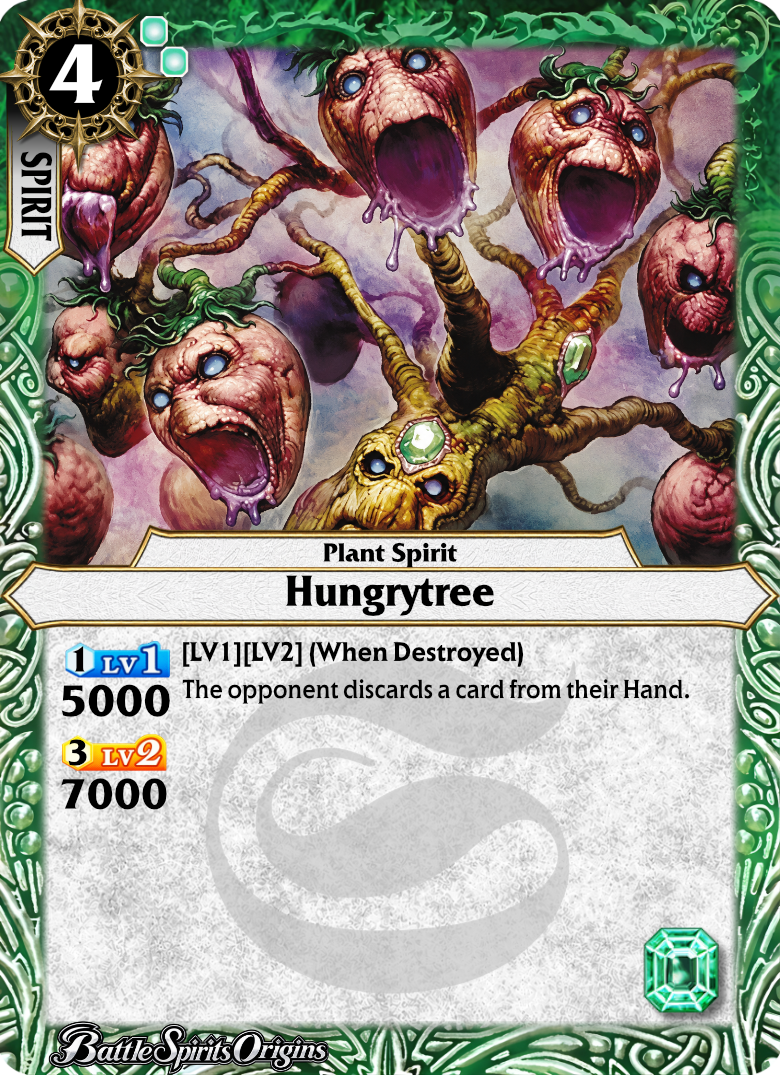 4
SPIRIT
Plant Spirit
Hungrytree
1 LV1
5000
[LV1][LV2] (When Destroyed)
The opponent discards a card from their Hand.
3 LV2
7000
Battle Spirits Origins